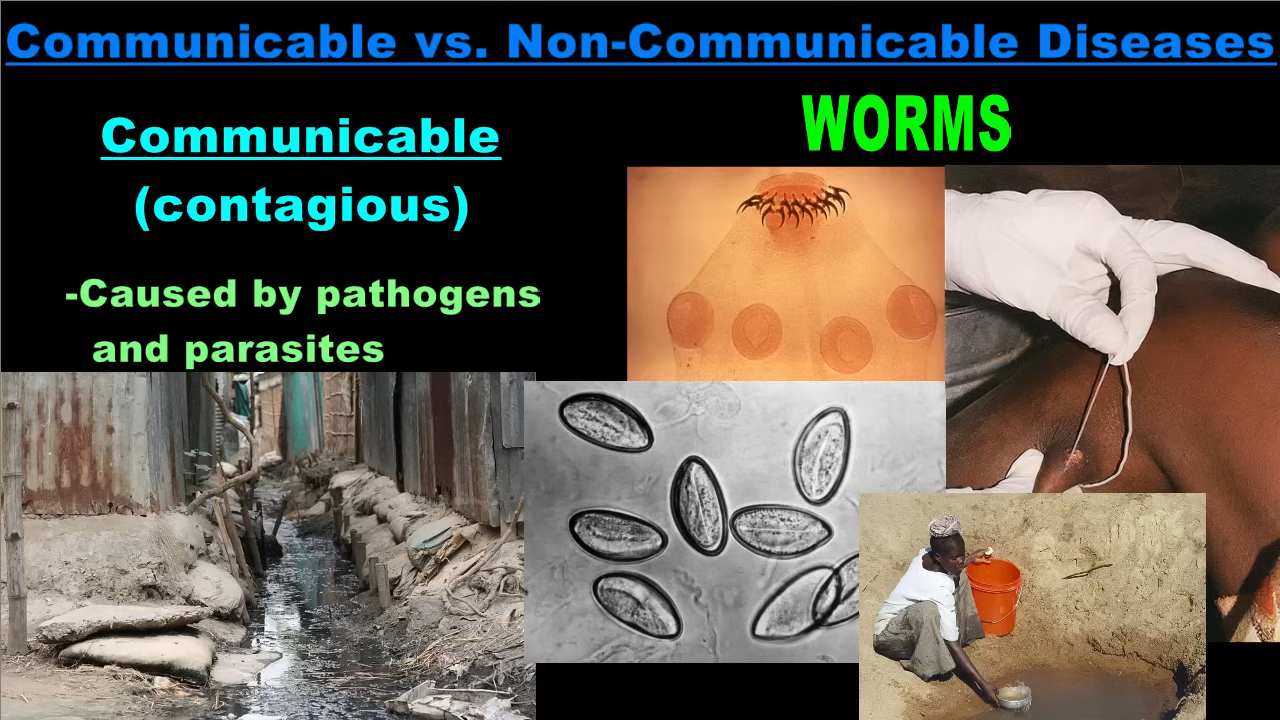 Communicable vs. Non-Communicable Diseases
Communicable
(contagious)
-Caused by pathogens
and parasites
WORMS